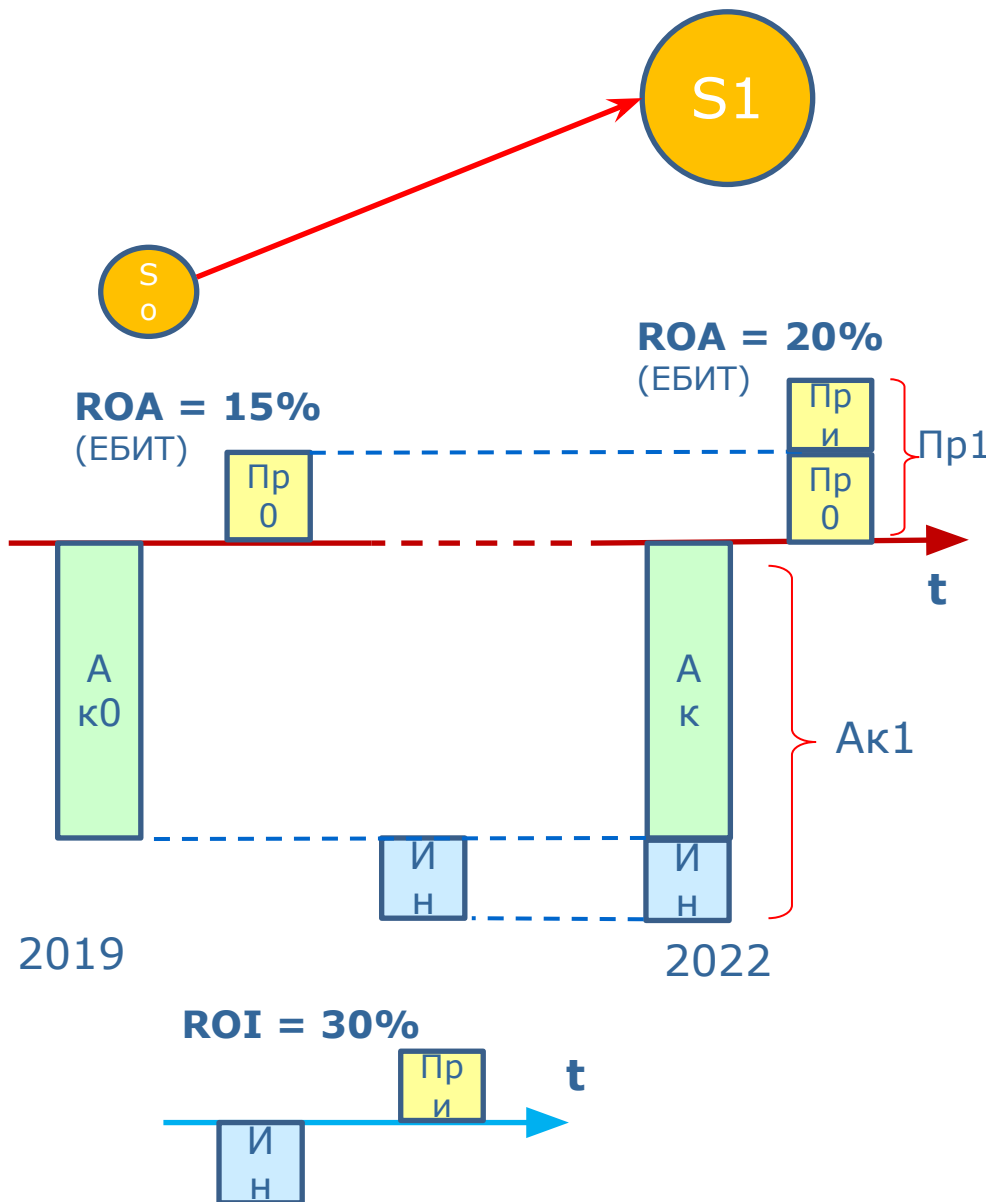 S1
S
o
ROA = 20%
(ЕБИТ)
ROA = 15%
(ЕБИТ)
Пр
и
Пр1
Пр
0
Пр
0
t
А
к0
А
к
Ак1
И
н
И
н
2019
2022
ROI = 30%
Пр
и
t
И
н